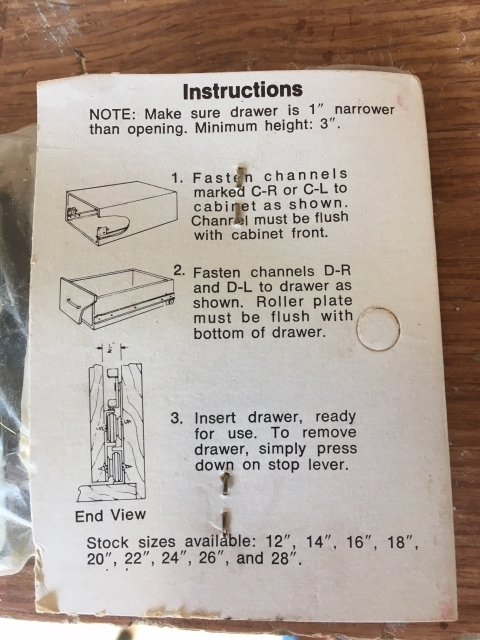 Instructions
NOTE: Make sure drawer is 1″ narrower
than opening. Minimum height: 3″.
1. Fasten channels
marked C-R or C-L to
cabinet as shown.
Channel must be flush
with cabinet front.
2. Fasten channels D-R
and D-L to drawer as
shown. Roller plate
must be flush with
bottom of drawer.
3. Insert drawer, ready
for use. To remove
drawer, simply press
down on stop lever.
End View
Stock sizes available: 12″, 14″, 16″, 18″,
20″, 22″, 24″, 26″, and 28″.